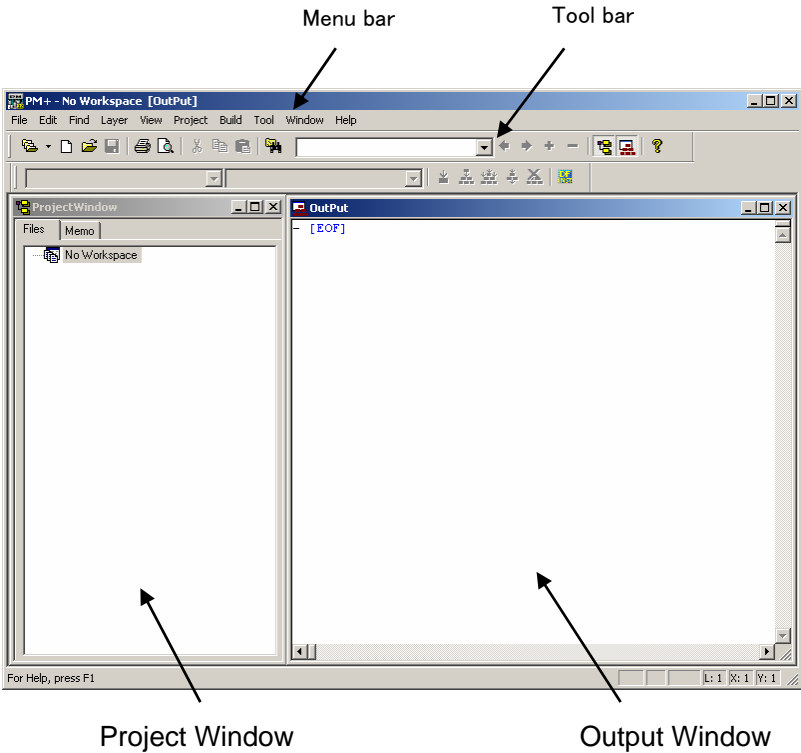 Menu bar
Tool bar
PM+ - No Workspace [OutPut]
File Edit Find Layer View Project Build Tool Window Help
ProjectWindow
OutPut
Files Memo
- [EOF]
No Workspace
For Help, press F1
L: 1 X: 1 Y: 1
Project Window
Output Window